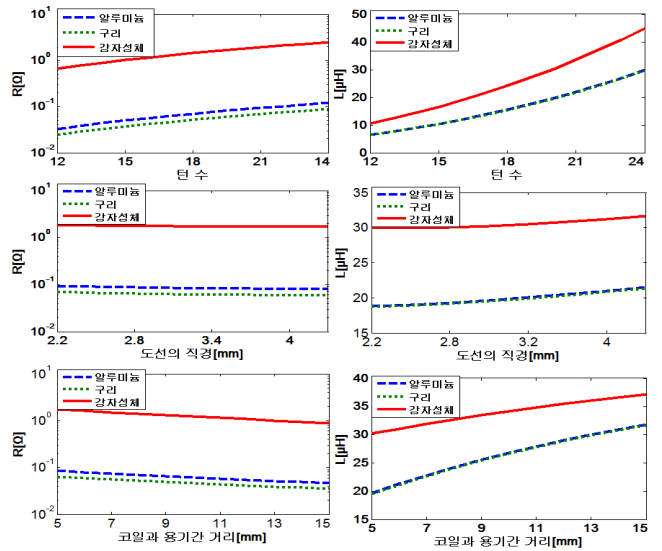 10¹
10⁰
10⁻¹
10⁻²
R[Ω]
알루미늄
구리
강자성체
12 15 18 21 14
턴 수
50
40
30
20
10
0
L[µH]
알루미늄
구리
강자성체
12 15 18 21 24
턴 수
10¹
10⁰
10⁻¹
10⁻²
R[Ω]
알루미늄
구리
강자성체
2.2 2.8 3.4 4
도선의 직경[mm]
35
30
25
20
15
L[µH]
알루미늄
구리
강자성체
2.2 2.8 3.2 4
도선의 직경[mm]
10¹
10⁰
10⁻¹
10⁻²
R[Ω]
알루미늄
구리
강자성체
5 7 9 11 13 15
코일과 용기간 거리[mm]
40
35
30
25
20
15
L[µH]
알루미늄
구리
강자성체
5 7 9 11 13 15
코일과 용기간 거리[mm]